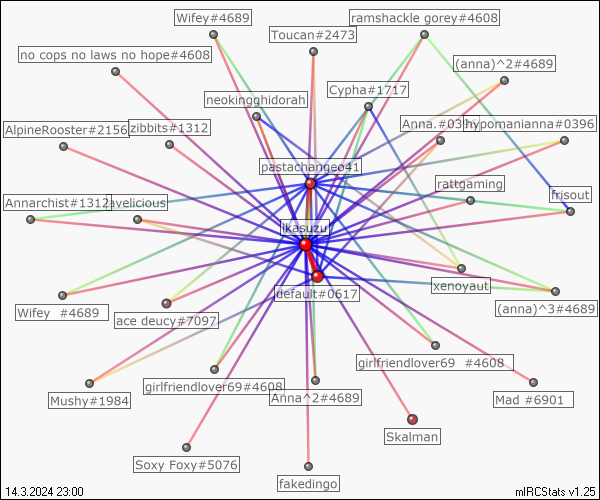 Wifey#4689
ramshackle gorey#4608
Toucan#2473
no cops no laws no hope#4608
(anna)^2#4689
Cypha#1717
neokingghidorah
AlpineRooster#2156
zibbits#1312
Anna.#0396
hypomanianna#0396
pastachangeo41
rattgaming
frisout
Annarchist#1312
avelicious
ikasuzu
xenoyaut
default#0617
(anna)^3#4689
Wifey #4689
ace deucy#7097
girlfriendlover69 #4608
girlfriendlover69#4608
Anna^2#4689
Mushy#1984
Mad #6901
Skalman
Soxy Foxy#5076
fakedingo
14.3.2024 23:00
mIRCStats v1.25